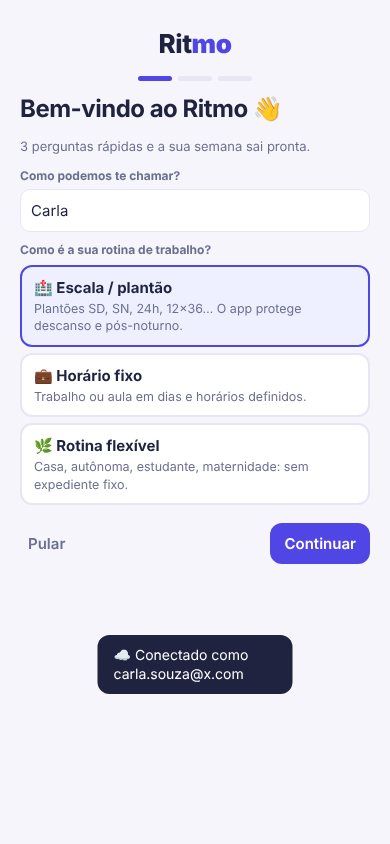 Ritmo
Bem-vindo ao Ritmo 👋
3 perguntas rápidas e a sua semana sai pronta.
Como podemos te chamar?
Carla
Como é a sua rotina de trabalho?
🏥 Escala / plantão
Plantões SD, SN, 24h, 12×36... O app protege
descanso e pós-noturno.
💼 Horário fixo
Trabalho ou aula em dias e horários definidos.
🌿 Rotina flexível
Casa, autônoma, estudante, maternidade: sem
expediente fixo.
Pular
Continuar
☁️ Conectado como
carla.souza@x.com